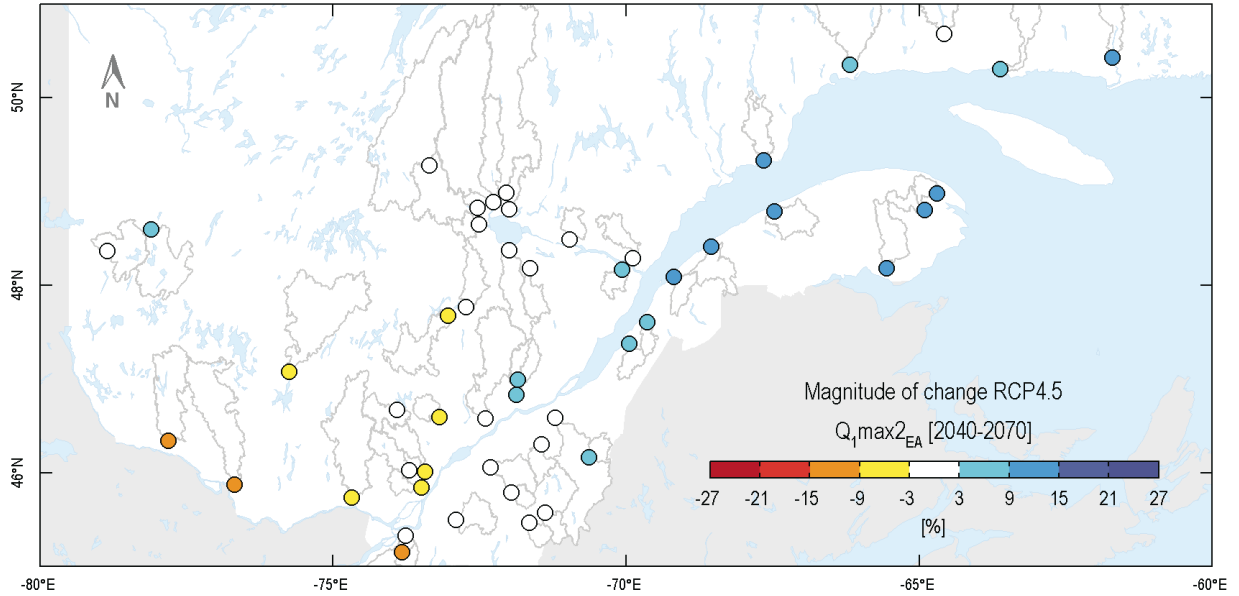 N
50°N
48°N
46°N
Magnitude of change RCP4.5
Q₁max2EA [2040-2070]
-27 -21 -15 -9 -3 3 9 15 21 27
[%]
-80°E -75°E -70°E -65°E -60°E